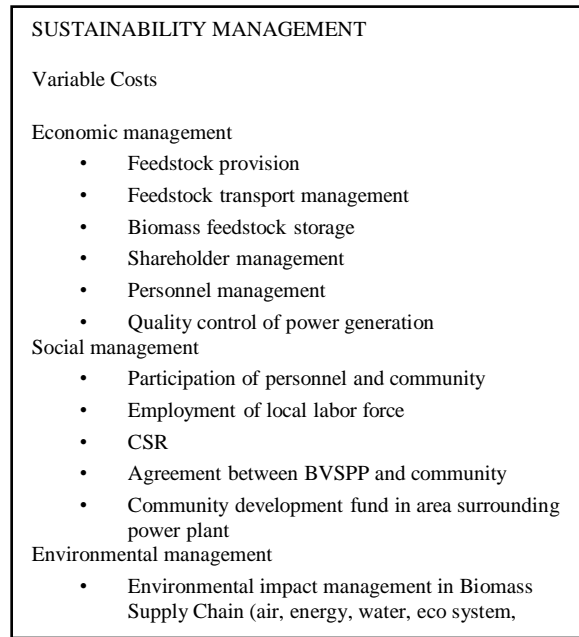 SUSTAINABILITY MANAGEMENT
Variable Costs
Economic management
• Feedstock provision
• Feedstock transport management
• Biomass feedstock storage
• Shareholder management
• Personnel management
• Quality control of power generation
Social management
• Participation of personnel and community
• Employment of local labor force
• CSR
• Agreement between BVSPP and community
• Community development fund in area surrounding
power plant
Environmental management
• Environmental impact management in Biomass
Supply Chain (air, energy, water, eco system,